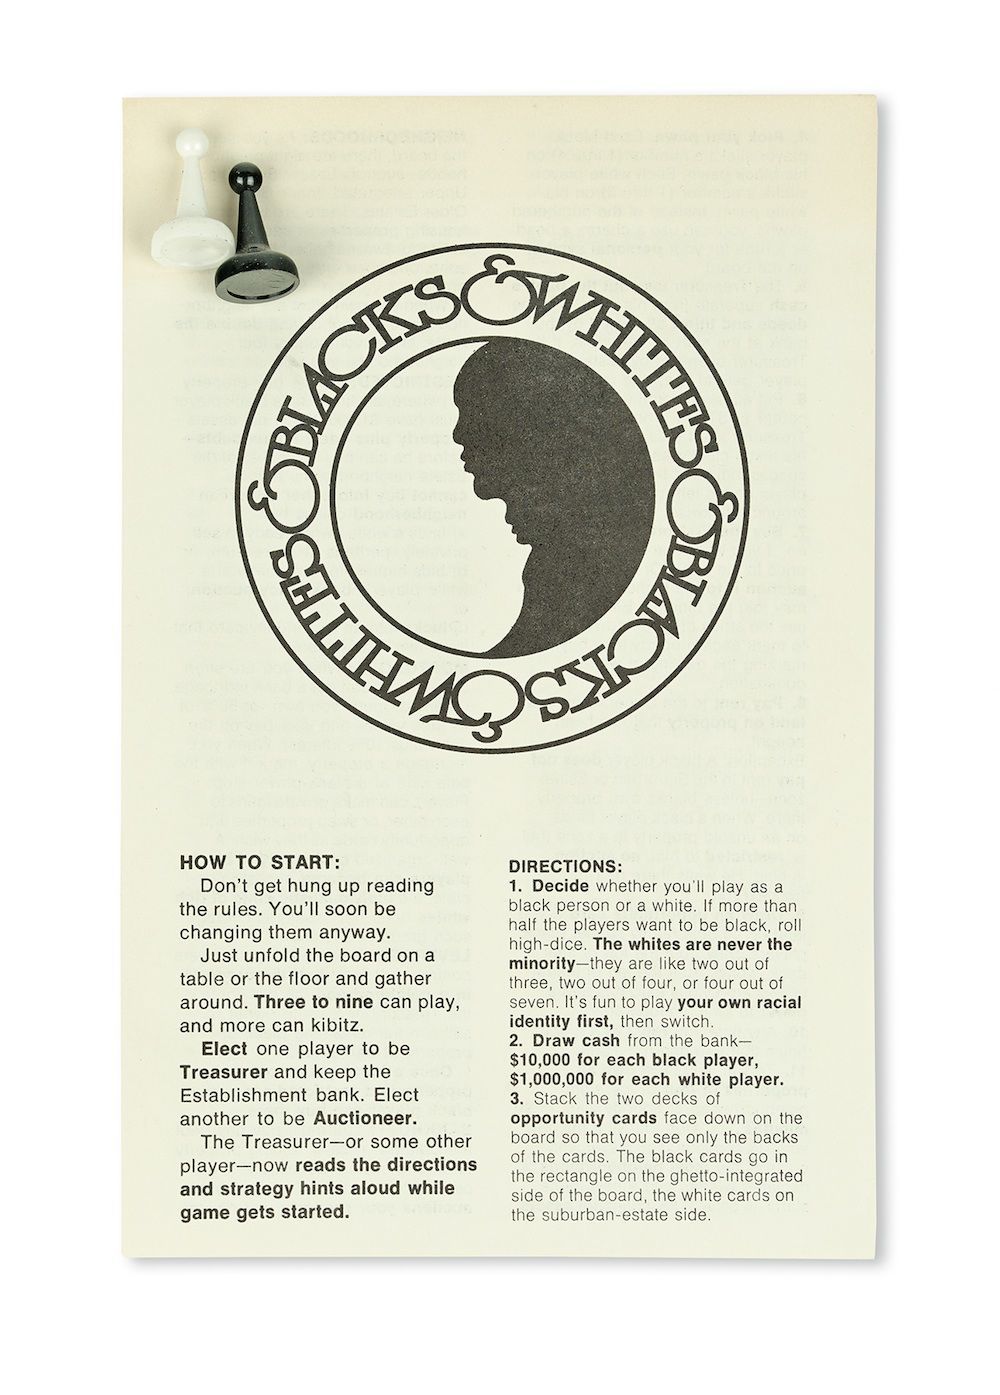 BLACKS & WHITES & BLACKS & WHITES &
HOW TO START:
Don't get hung up reading
the rules. You'll soon be
changing them anyway.
Just unfold the board on a
table or the floor and gather
around. Three to nine can play,
and more can kibitz.
Elect one player to be
Treasurer and keep the
Establishment bank. Elect
another to be Auctioneer.
The Treasurer—or some other
player—now reads the directions
and strategy hints aloud while
game gets started.
DIRECTIONS:
1. Decide whether you'll play as a
black person or a white. If more than
half the players want to be black, roll
high-dice. The whites are never the
minority—they are like two out of
three, two out of four, or four out of
seven. It's fun to play your own racial
identity first, then switch.
2. Draw cash from the bank—
$10,000 for each black player,
$1,000,000 for each white player.
3. Stack the two decks of
opportunity cards face down on the
board so that you see only the backs
of the cards. The black cards go in
the rectangle on the ghetto-integrated
side of the board, the white cards on
the suburban-estate side.